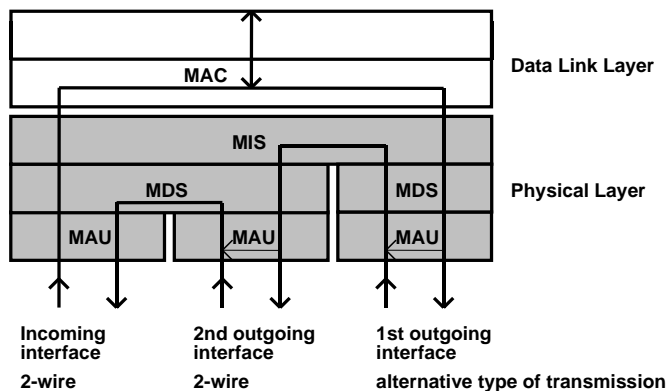 MAC
Data Link Layer
MIS
MDS
MDS
Physical Layer
MAU
MAU
MAU
Incoming
interface
2-wire
2nd outgoing
interface
2-wire
1st outgoing
interface
alternative type of transmission